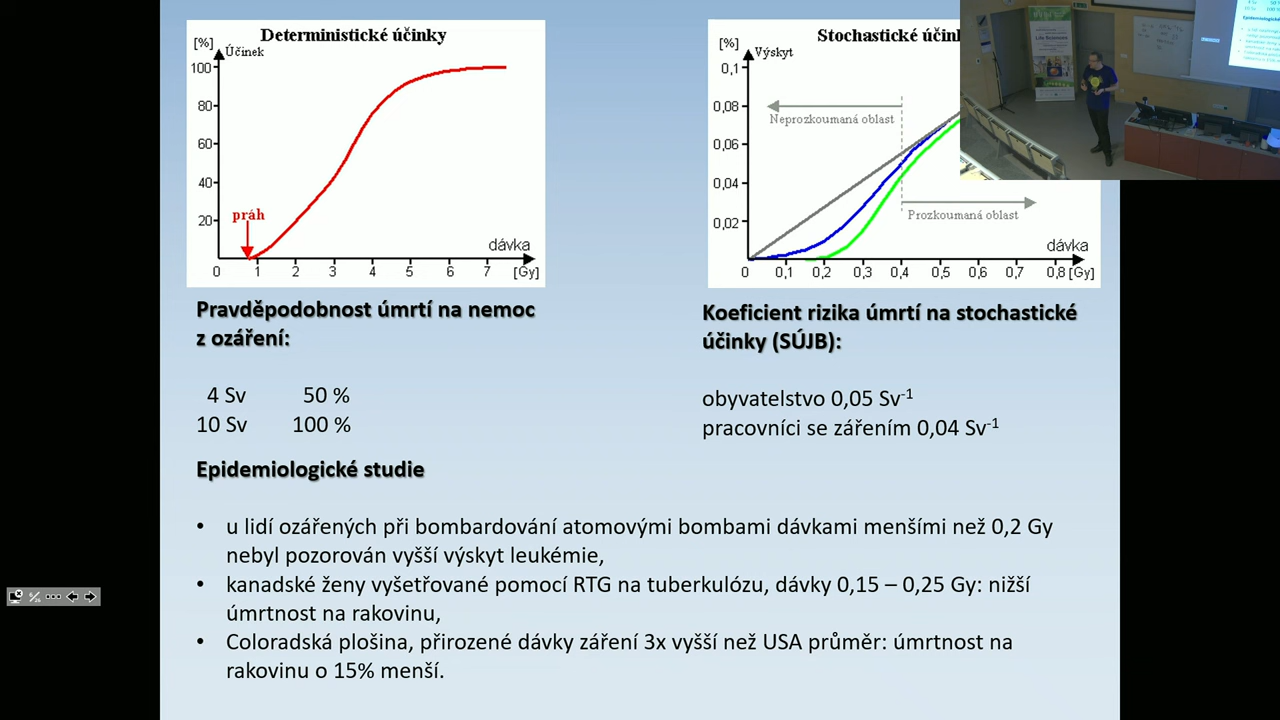 Deterministické účinky
[%]
Účinek
100
80
60
40
20
práh
dávka
0 1 2 3 4 5 6 7 [Gy]
Stochastické
[%]
Výskyt
0,1
0,08
0,06
0,04
0,02
Neprozkoumaná oblast
Prozkoumaná oblast
dávka
0 0,1 0,2 0,3 0,4 0,5 0,6 0,7 0,8 [Gy]
Pravděpodobnost úmrtí na nemoc
z ozáření:
4 Sv 50 %
10 Sv 100 %
Koeficient rizika úmrtí na stochastické
účinky (SÚJB):
obyvatelstvo 0,05 Sv⁻¹
pracovníci se zářením 0,04 Sv⁻¹
Epidemiologické studie
• u lidí ozářených při bombardování atomovými bombami dávkami menšími než 0,2 Gy
nebyl pozorován vyšší výskyt leukémie,
• kanadské ženy vyšetřované pomocí RTG na tuberkulózu, dávky 0,15 – 0,25 Gy: nižší
úmrtnost na rakovinu,
• Coloradská plošina, přirozené dávky záření 3x vyšší než USA průměr: úmrtnost na
rakovinu o 15% menší.